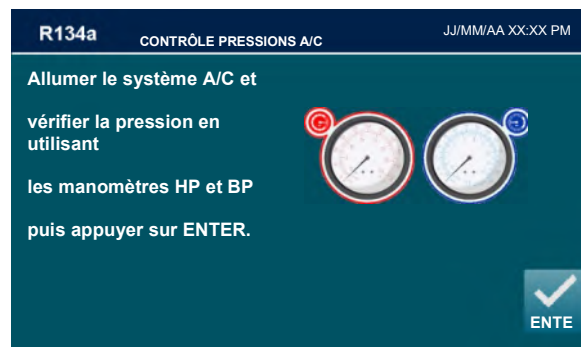 R134a
CONTRÔLE PRESSIONS A/C
JJ/MM/AA XX:XX PM
Allumer le système A/C et
vérifier la pression en
utilisant
les manomètres HP et BP
puis appuyer sur ENTER.
ENTE